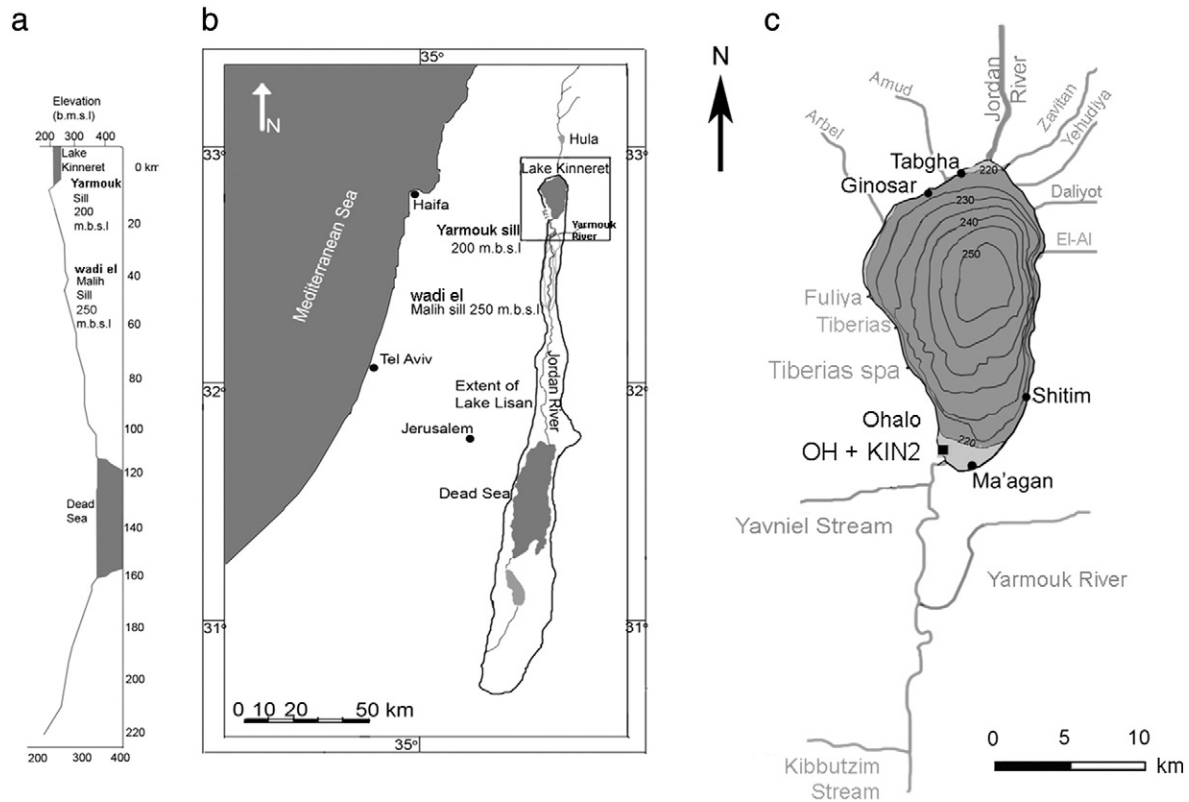 a
Elevation
(b.m.s.l)
200 300 400
Lake
Kinneret
Yarmouk
Sill
200
m.b.s.l
wadi el
Malih
Sill
250
m.b.s.l
Dead
Sea
0 km
20
40
60
80
100
120
140
160
180
200
220
200 300 400
b
35°
N
33°
33°
Hula
Lake Kinneret
Haifa
Yarmouk sill
200 m.b.s.l
Yarmouk
River
Mediterranean Sea
wadi el
Malih sill 250 m.b.s.l
Tel Aviv
Jordan River
32°
32°
Extent of
Lake Lisan
Jerusalem
Dead Sea
31°
31°
0 10 20 50 km
35°
c
N
Jordan
River
Amud
Zavitan
Yehudiya
Arbel
Tabgha
220
Ginosar
230
Daliyot
240
El-Al
250
Fuliya
Tiberias
Tiberias spa
Shitim
Ohalo
220
OH + KIN2
Ma'agan
Yavniel Stream
Yarmouk River
0 5 10
km
Kibbutzim
Stream